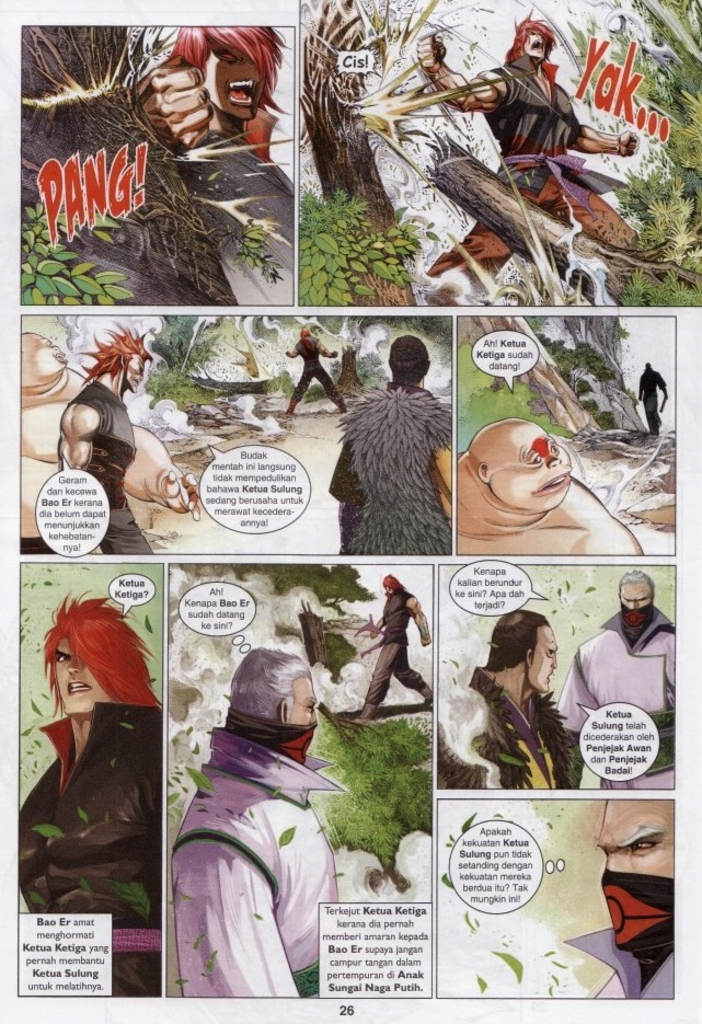 PANG!
Cis!
Yak...
Geram
dan kecewa
Bao Er kerana
dia belum dapat
menunjukkan
kehebatan-
nya!
Budak
mentah ini langsung
tidak mempedulikan
bahawa Ketua Sulung
sedang berusaha untuk
merawat kecedera-
annya!
Ah! Ketua
Ketiga sudah
datang!
Ketua
Ketiga?
Bao Er amat
menghormati
Ketua Ketiga yang
pernah membantu
Ketua Sulung
untuk melatihnya.
Ah!
Kenapa Bao Er
sudah datang
ke sini?
Terkejut Ketua Ketiga
kerana dia pernah
memberi amaran kepada
Bao Er supaya jangan
campur tangan dalam
pertempuran di Anak
Sungai Naga Putih.
Kenapa
kalian berundur
ke sini? Apa dah
terjadi?
Ketua
Sulung telah
dicederakan oleh
Penjejak Awan
dan Penjejak
Badai!
Apakah
kekuatan Ketua
Sulung pun tidak
setanding dengan
kekuatan mereka
berdua itu? Tak
mungkin ini!
26